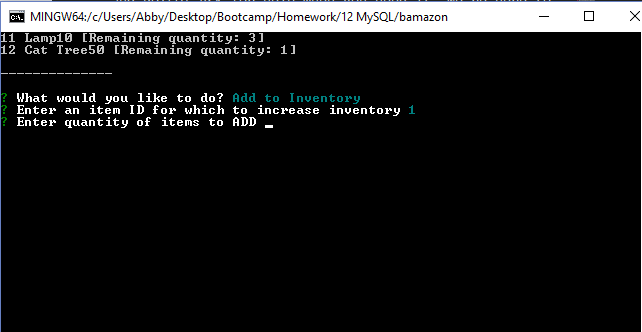 MINGW64:/c/Users/Abby/Desktop/Bootcamp/Homework/12 MySQL/bamazon
11 Lamp10 [Remaining quantity: 3]
12 Cat Tree50 [Remaining quantity: 1]
--------------
? What would you like to do? Add to Inventory
? Enter an item ID for which to increase inventory 1
? Enter quantity of items to ADD